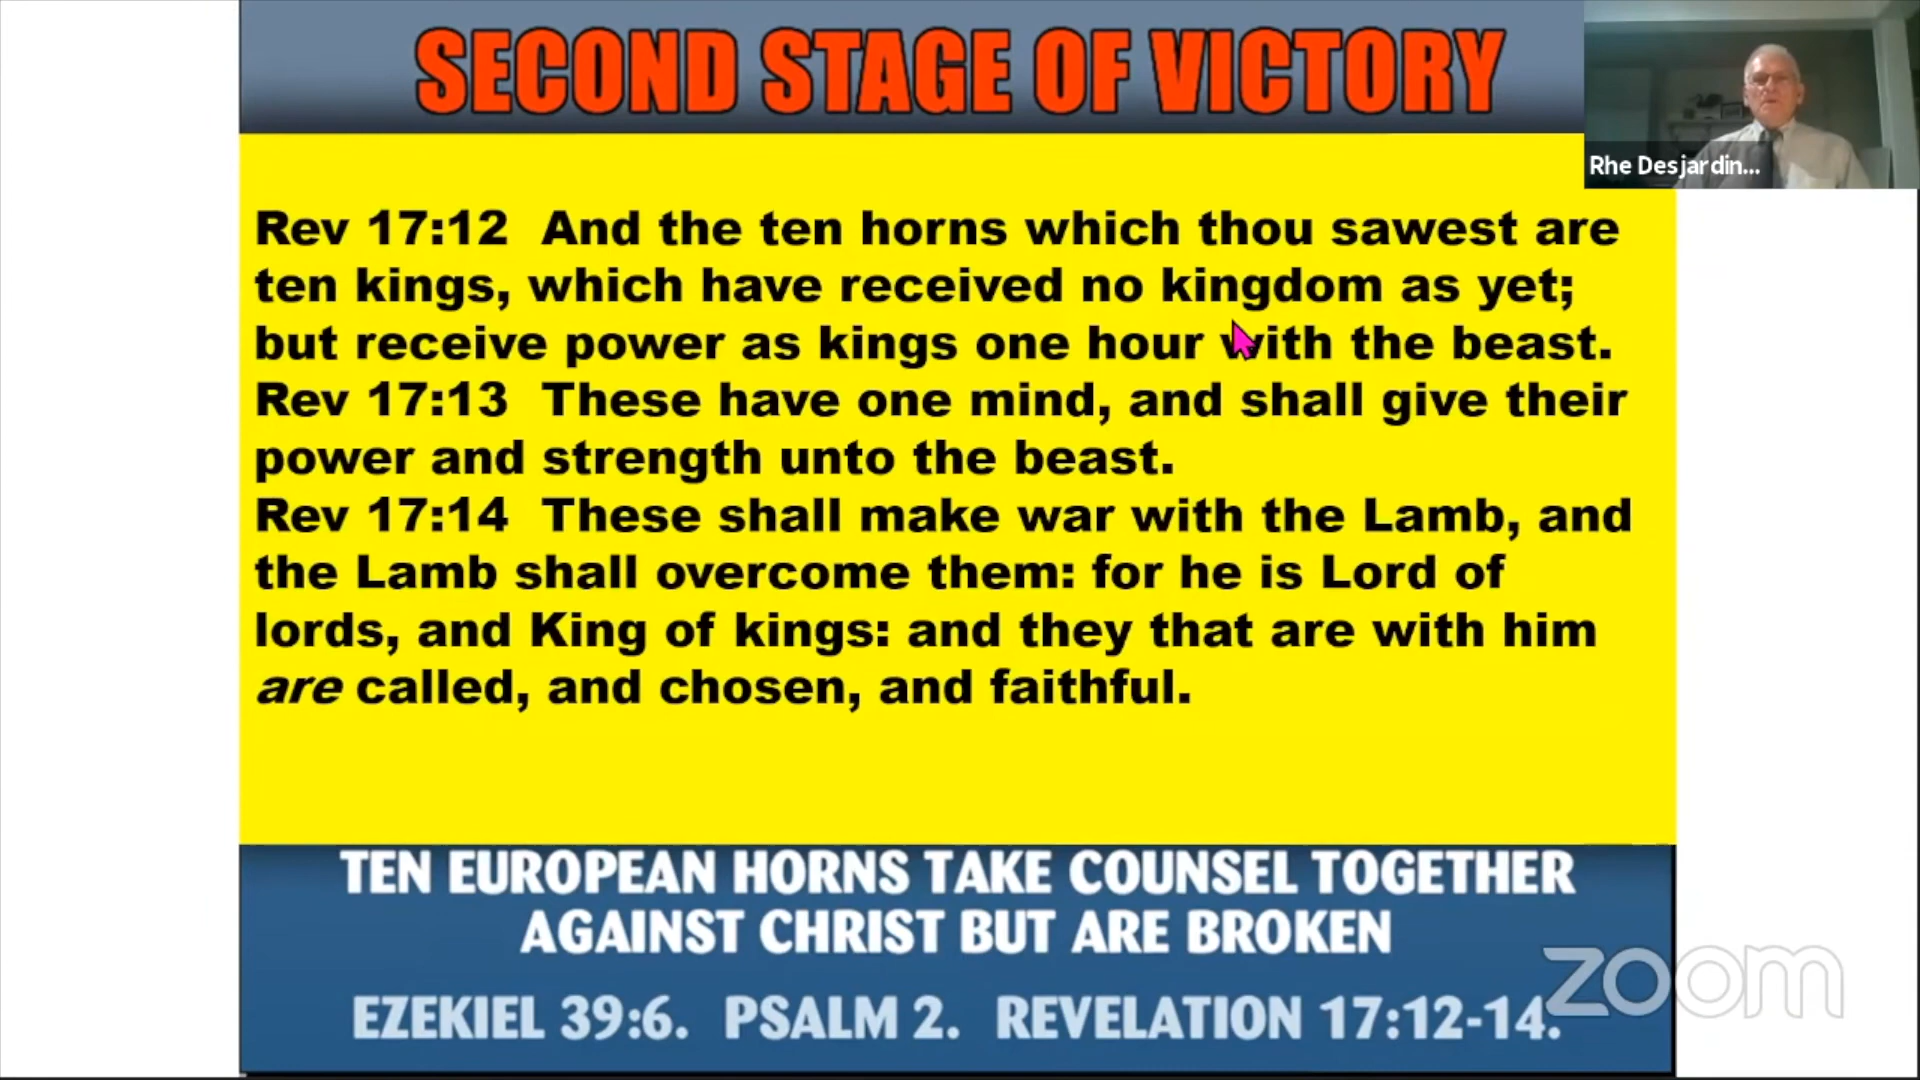 SECOND STAGE OF VICTORY
Rhe Desjardin...
Rev 17:12 And the ten horns which thou sawest are
ten kings, which have received no kingdom as yet;
but receive power as kings one hour with the beast.
Rev 17:13 These have one mind, and shall give their
power and strength unto the beast.
Rev 17:14 These shall make war with the Lamb, and
the Lamb shall overcome them: for he is Lord of
lords, and King of kings: and they that are with him
are called, and chosen, and faithful.
TEN EUROPEAN HORNS TAKE COUNSEL TOGETHER
AGAINST CHRIST BUT ARE BROKEN
EZEKIEL 39:6. PSALM 2. REVELATION 17:12-14.
zoom